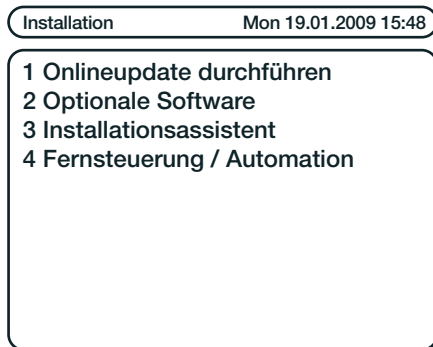 Installation Mon 19.01.2009 15:48
1 Onlineupdate durchführen
2 Optionale Software
3 Installationsassistent
4 Fernsteuerung / Automation